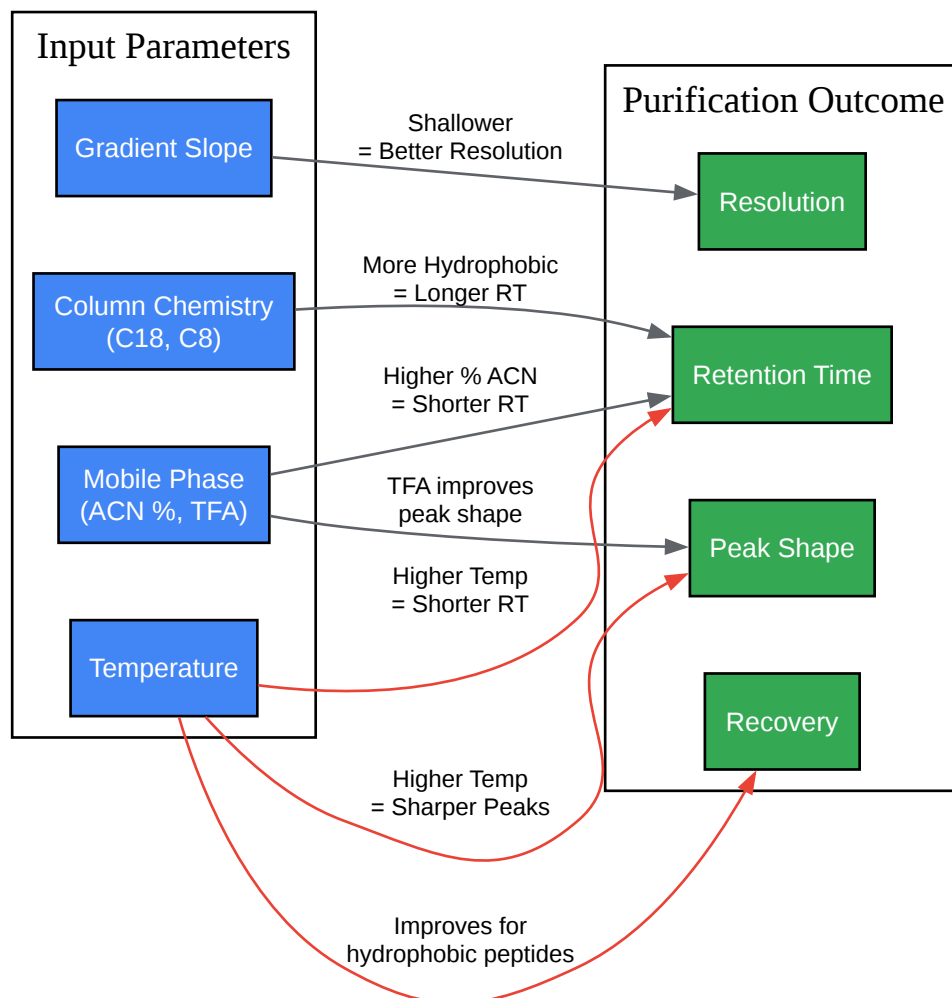 Input Parameters
Gradient Slope
Column Chemistry
(C18, C8)
Mobile Phase
(ACN %, TFA)
Temperature
Shallower
= Better Resolution
More Hydrophobic
= Longer RT
Higher % ACN
= Shorter RT
TFA improves
peak shape
Higher Temp
= Shorter RT
Higher Temp
= Sharper Peaks
Improves for
hydrophobic peptides
Purification Outcome
Resolution
Retention Time
Peak Shape
Recovery